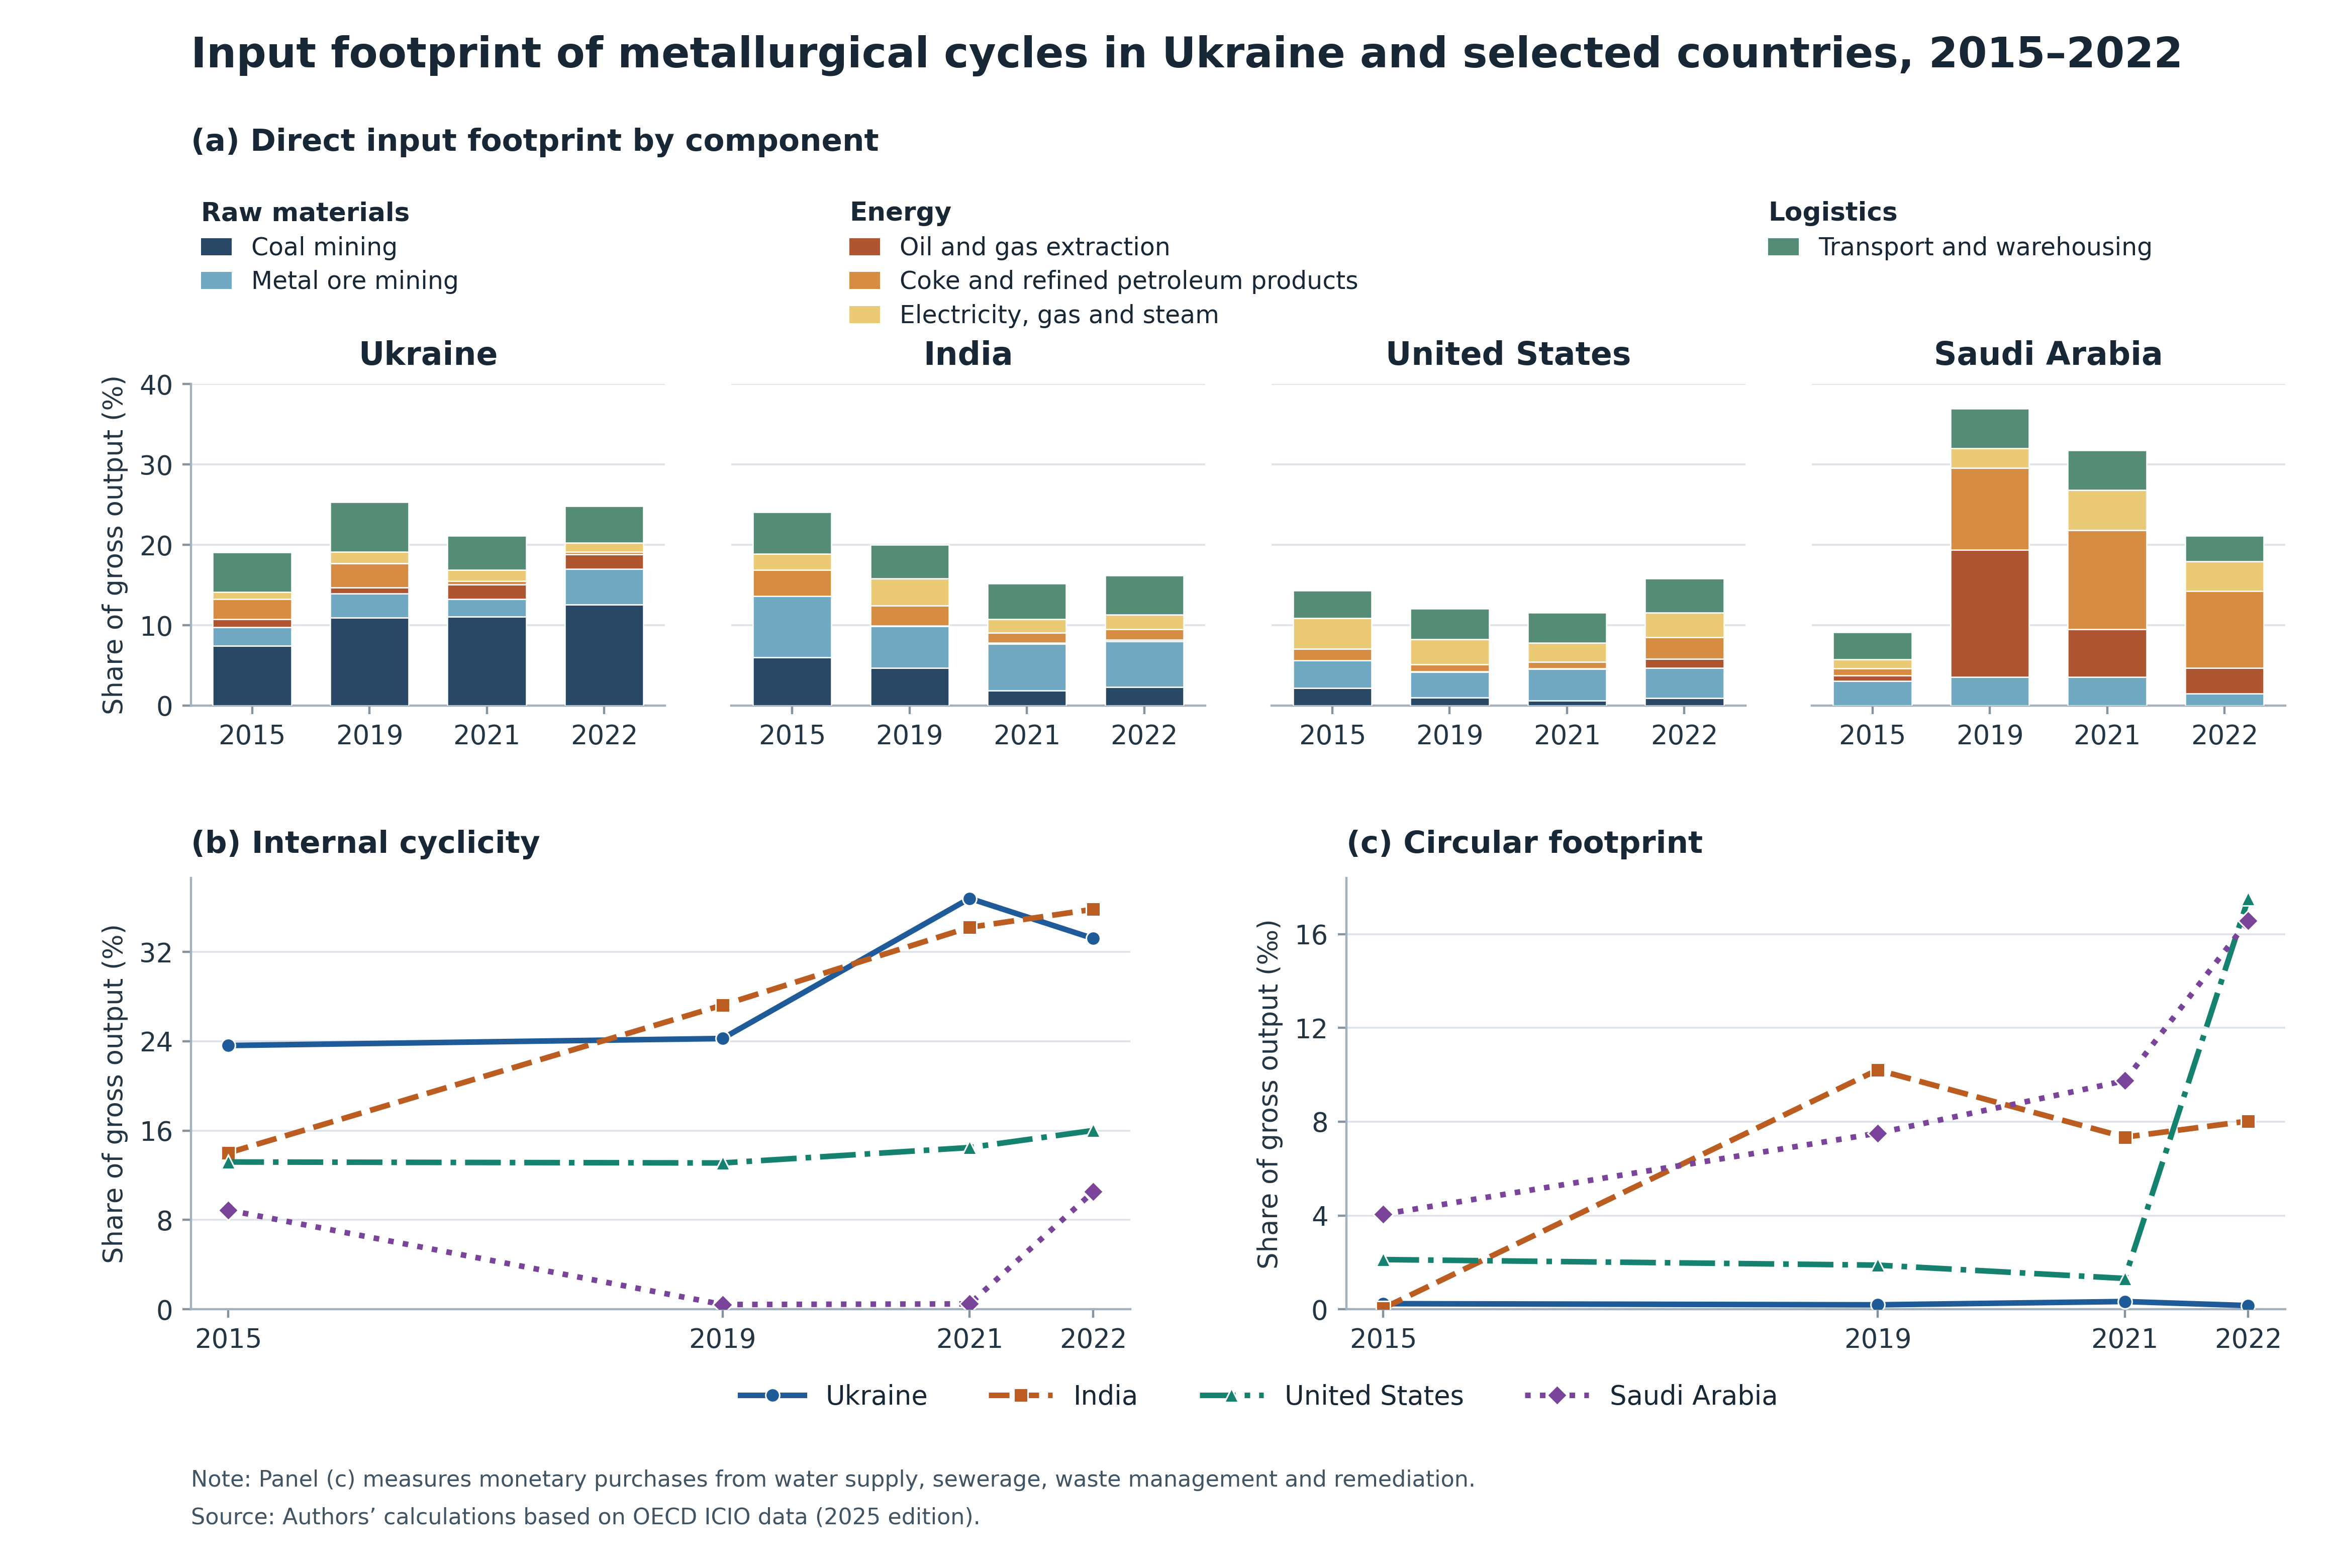 Input footprint of metallurgical cycles in Ukraine and selected countries, 2015–2022
(a) Direct input footprint by component
Raw materials
Coal mining
Metal ore mining
Energy
Oil and gas extraction
Coke and refined petroleum products
Electricity, gas and steam
Logistics
Transport and warehousing
Ukraine
India
United States
Saudi Arabia
Share of gross output (%)
40
30
20
10
0
2015 2019 2021 2022
2015 2019 2021 2022
2015 2019 2021 2022
2015 2019 2021 2022
(b) Internal cyclicity
Share of gross output (%)
32
24
16
8
0
2015 2019 2021 2022
(c) Circular footprint
Share of gross output (‰)
16
12
8
4
0
2015 2019 2021 2022
Ukraine India United States Saudi Arabia
Note: Panel (c) measures monetary purchases from water supply, sewerage, waste management and remediation.
Source: Authors’ calculations based on OECD ICIO data (2025 edition).